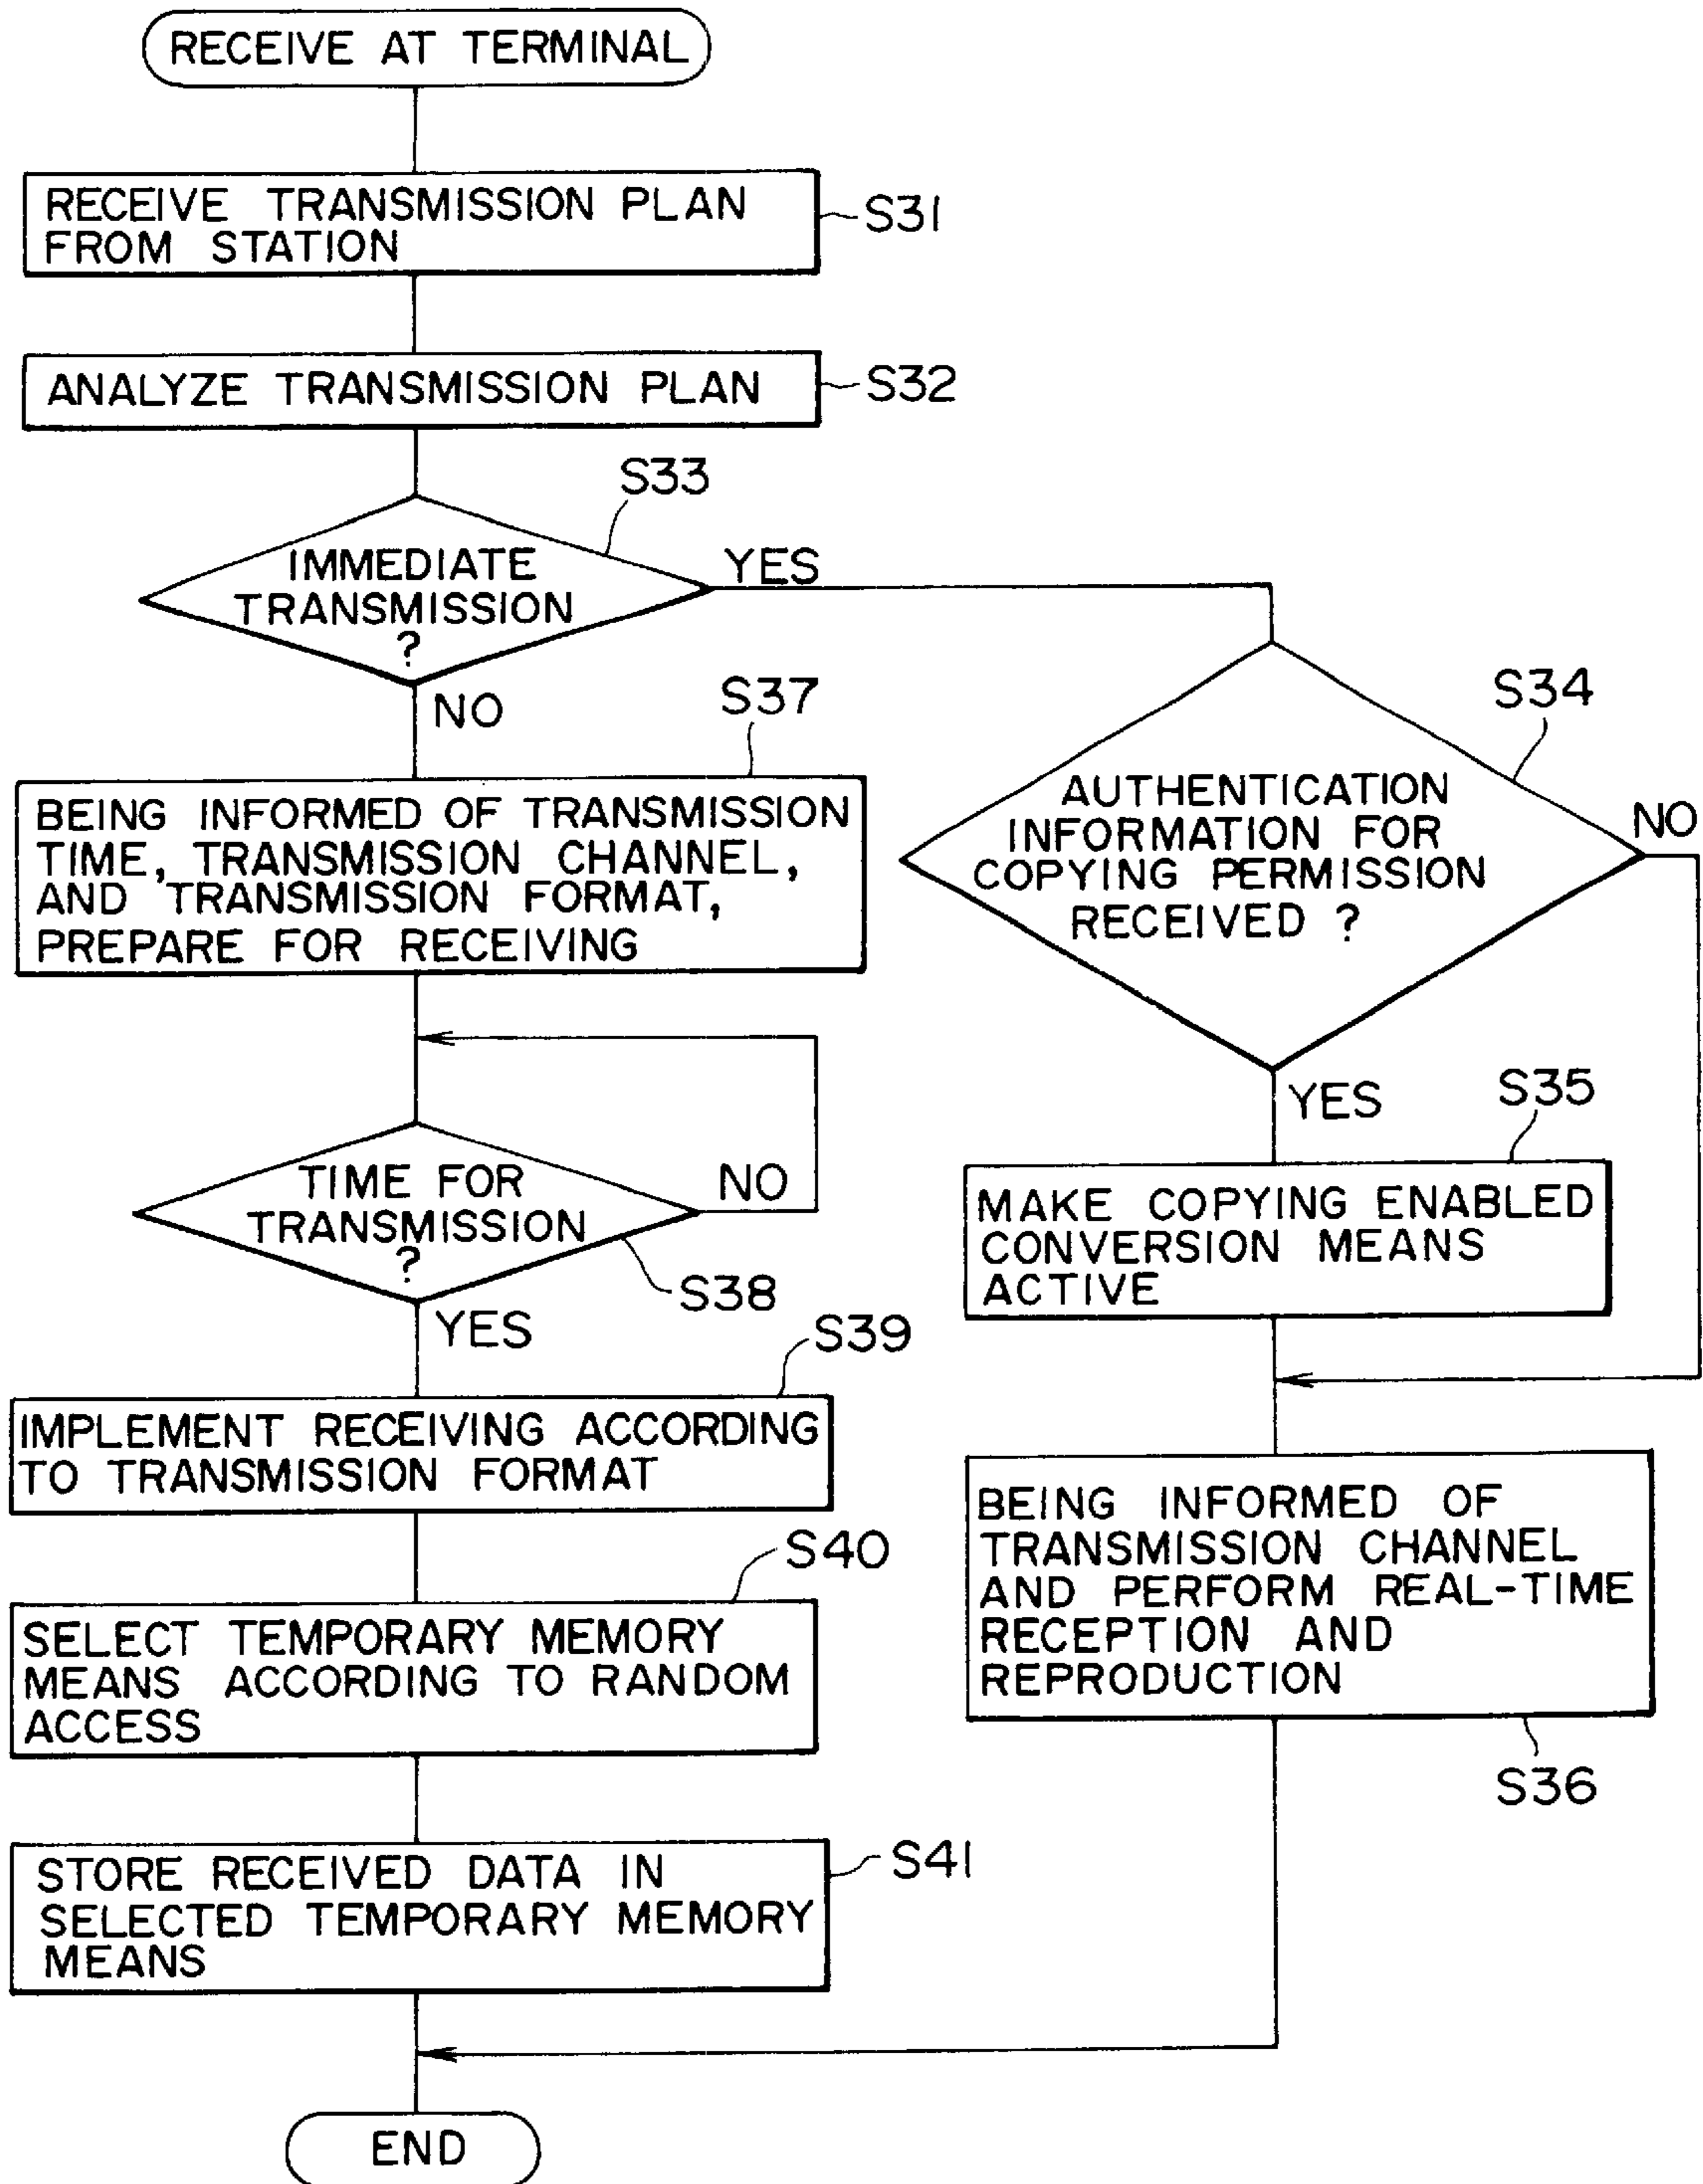 RECEIVE AT TERMINAL
RECEIVE TRANSMISSION PLAN
FROM STATION
S31
ANALYZE TRANSMISSION PLAN
S32
S33
IMMEDIATE
TRANSMISSION
?
YES
NO
S37
BEING INFORMED OF TRANSMISSION
TIME, TRANSMISSION CHANNEL,
AND TRANSMISSION FORMAT,
PREPARE FOR RECEIVING
TIME FOR
TRANSMISSION
?
NO
S38
YES
S39
IMPLEMENT RECEIVING ACCORDING
TO TRANSMISSION FORMAT
S40
SELECT TEMPORARY MEMORY
MEANS ACCORDING TO RANDOM
ACCESS
STORE RECEIVED DATA IN
SELECTED TEMPORARY MEMORY
MEANS
S41
S34
AUTHENTICATION
INFORMATION FOR
COPYING PERMISSION
RECEIVED ?
NO
YES
S35
MAKE COPYING ENABLED
CONVERSION MEANS
ACTIVE
BEING INFORMED OF
TRANSMISSION CHANNEL
AND PERFORM REAL-TIME
RECEPTION AND
REPRODUCTION
S36
END